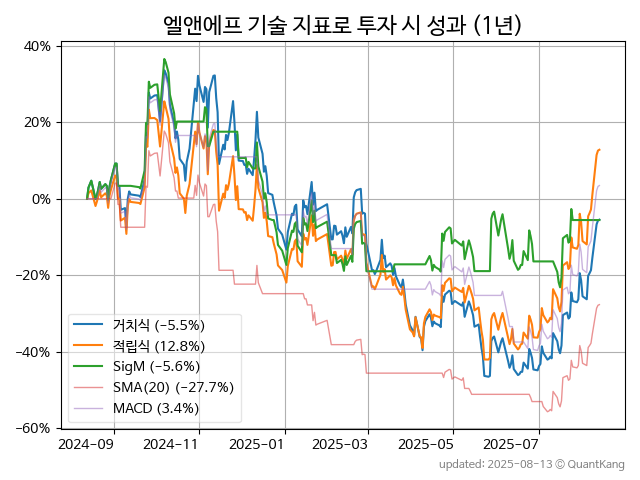 엘앤에프 기술 지표로 투자 시 성과 (1년)
40%
20%
0%
−20%
−40%
−60%
거치식 (−5.5%)
적립식 (12.8%)
SigM (−5.6%)
SMA(20) (−27.7%)
MACD (3.4%)
2024-09
2024-11
2025-01
2025-03
2025-05
2025-07
updated: 2025-08-13 © QuantKang